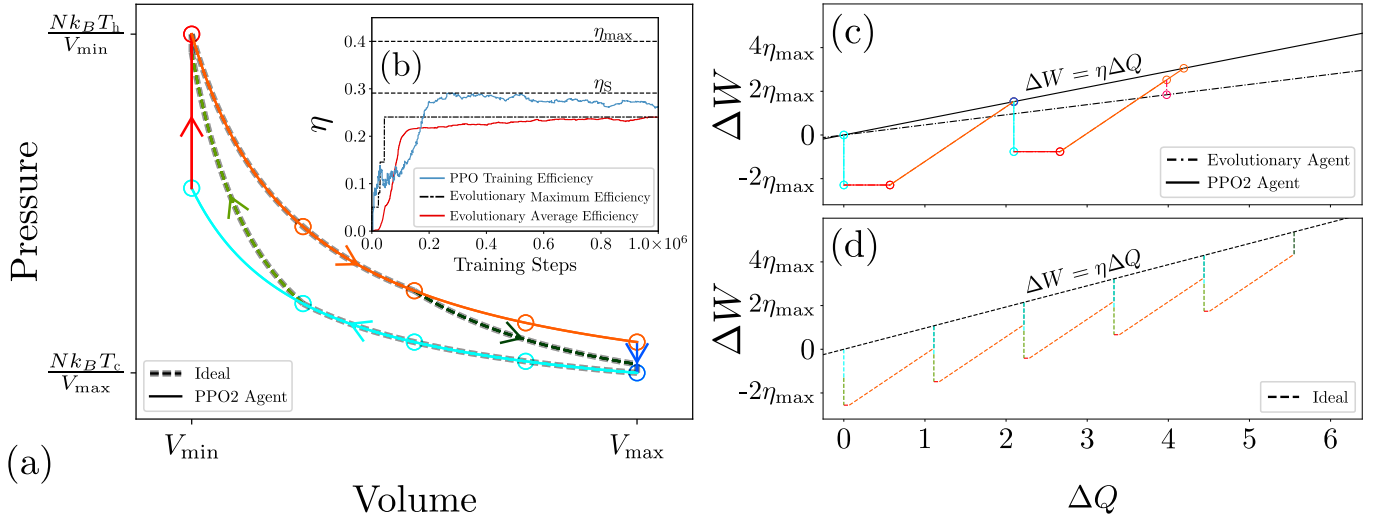 (a)
Pressure
Nk_BT_h / V_min
Nk_BT_c / V_max
V_min
V_max
Volume
Ideal
PPO2 Agent
(b)
η
0.4
0.3
0.2
0.1
0.0
η_max
η_S
PPO Training Efficiency
Evolutionary Maximum Efficiency
Evolutionary Average Efficiency
0.0
0.2
0.4
0.6
0.8
1.0×10⁶
Training Steps
(c)
ΔW
4η_max
2η_max
0
-2η_max
ΔW = ηΔQ
Evolutionary Agent
PPO2 Agent
(d)
ΔW
4η_max
2η_max
0
-2η_max
ΔW = ηΔQ
Ideal
0
1
2
3
4
5
6
ΔQ